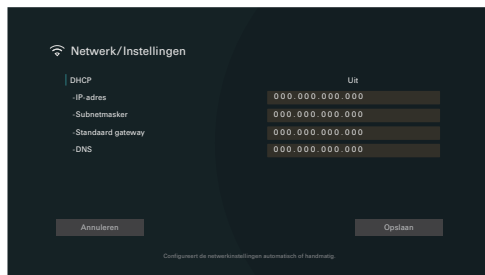 Netwerk/Instellingen
DHCP Uit
-IP-adres 000.000.000.000
-Subnetmasker 000.000.000.000
-Standaard gateway 000.000.000.000
-DNS 000.000.000.000
Annuleren Opslaan
Configureert de netwerkinstellingen automatisch of handmatig.